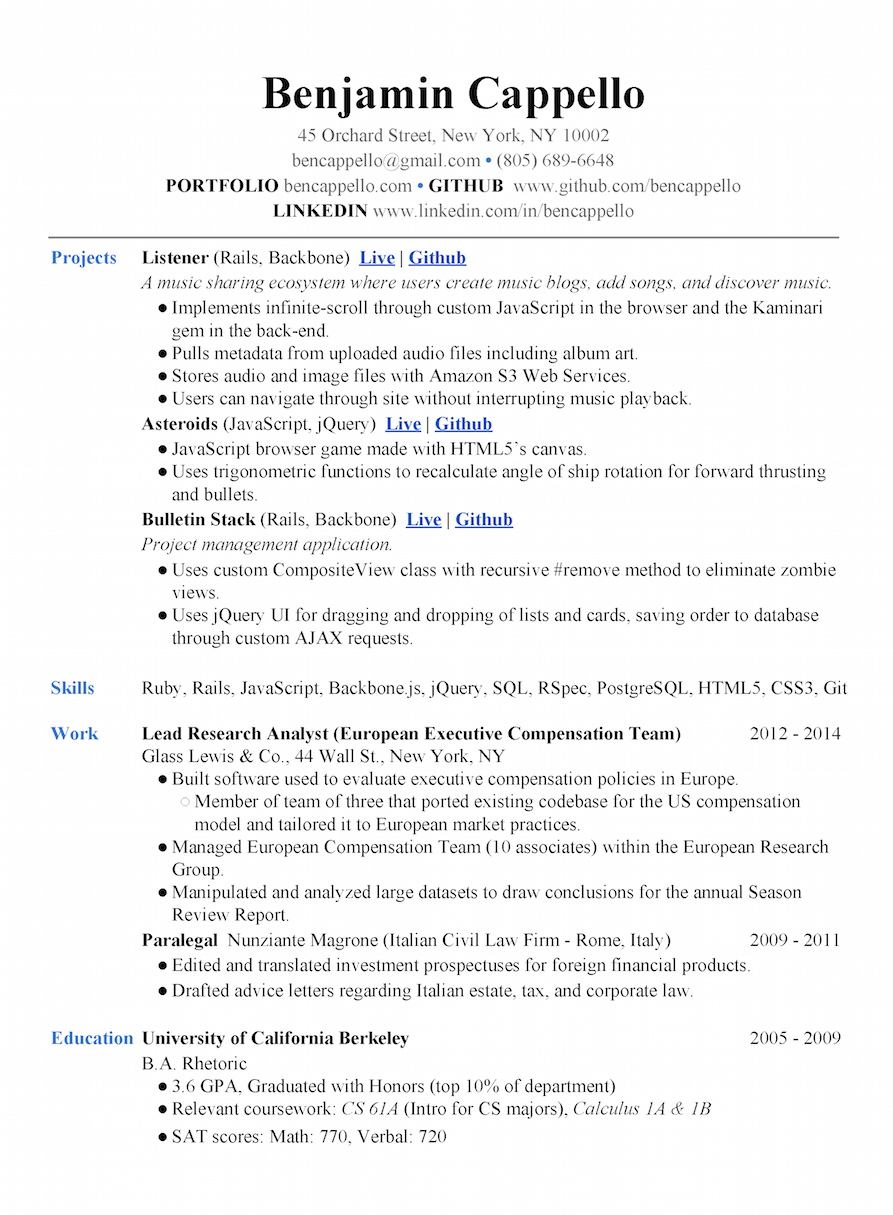 Benjamin Cappello
45 Orchard Street, New York, NY 10002
bencappello@gmail.com • (805) 689-6648
PORTFOLIO bencappello.com • GITHUB www.github.com/bencappello
LINKEDIN www.linkedin.com/in/bencappello
Projects Listener (Rails, Backbone) Live | Github
A music sharing ecosystem where users create music blogs, add songs, and discover music.
● Implements infinite-scroll through custom JavaScript in the browser and the Kaminari
gem in the back-end.
● Pulls metadata from uploaded audio files including album art.
● Stores audio and image files with Amazon S3 Web Services.
● Users can navigate through site without interrupting music playback.
Asteroids (JavaScript, jQuery) Live | Github
● JavaScript browser game made with HTML5's canvas.
● Uses trigonometric functions to recalculate angle of ship rotation for forward thrusting
and bullets.
Bulletin Stack (Rails, Backbone) Live | Github
Project management application.
● Uses custom CompositeView class with recursive #remove method to eliminate zombie
views.
● Uses jQuery UI for dragging and dropping of lists and cards, saving order to database
through custom AJAX requests.
Skills Ruby, Rails, JavaScript, Backbone.js, jQuery, SQL, RSpec, PostgreSQL, HTML5, CSS3, Git
Work Lead Research Analyst (European Executive Compensation Team) 2012 - 2014
Glass Lewis & Co., 44 Wall St., New York, NY
● Built software used to evaluate executive compensation policies in Europe.
○ Member of team of three that ported existing codebase for the US compensation
model and tailored it to European market practices.
● Managed European Compensation Team (10 associates) within the European Research
Group.
● Manipulated and analyzed large datasets to draw conclusions for the annual Season
Review Report.
Paralegal Nunziante Magrone (Italian Civil Law Firm - Rome, Italy) 2009 - 2011
● Edited and translated investment prospectuses for foreign financial products.
● Drafted advice letters regarding Italian estate, tax, and corporate law.
Education University of California Berkeley 2005 - 2009
B.A. Rhetoric
● 3.6 GPA, Graduated with Honors (top 10% of department)
● Relevant coursework: CS 61A (Intro for CS majors), Calculus 1A & 1B
● SAT scores: Math: 770, Verbal: 720